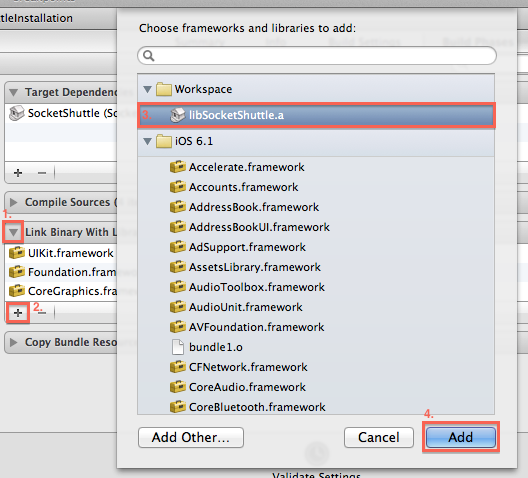 ttleInstallation
Choose frameworks and libraries to add:
Target Dependenc
SocketShuttle (So
+ −
Compile Sources (
1.
Link Binary With L
UIKit.framework
Foundation.fram
CoreGraphics.fra
+ 2. −
Copy Bundle Reso
Workspace
3. libSocketShuttle.a
iOS 6.1
Accelerate.framework
Accounts.framework
AddressBook.framework
AddressBookUI.framework
AdSupport.framework
AssetsLibrary.framework
AudioToolbox.framework
AudioUnit.framework
AVFoundation.framework
bundle1.o
CFNetwork.framework
CoreAudio.framework
CoreBluetooth.framework
4.
Add Other...
Cancel
Add
Validate Settings